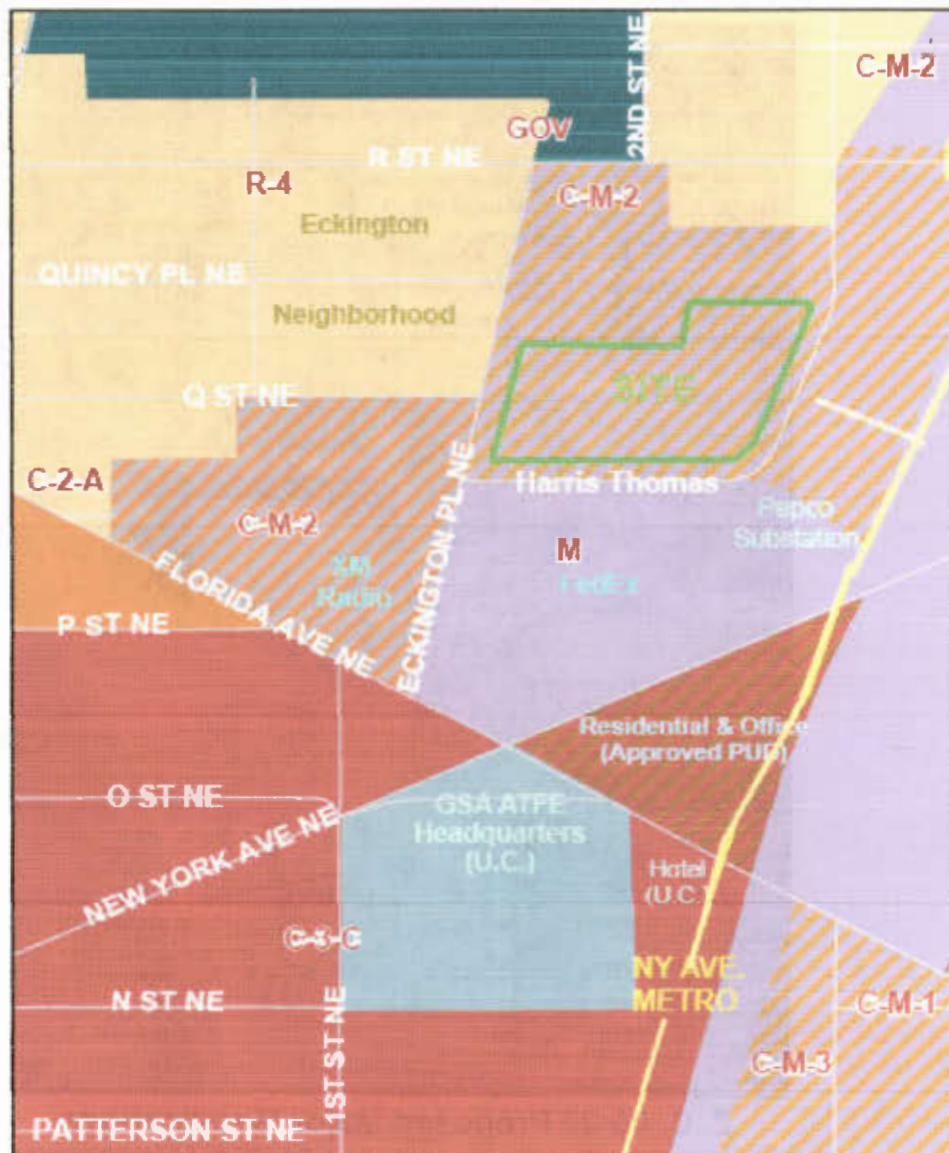 2ND ST NE
C-M-2
GOV
R ST NE
R-4
C-M-2
Eckington
QUINCY PL NE
Neighborhood
SITE
Q ST NE
C-2-A
Harris Thomas
C-M-2
Pepco
Substation
M
XM
Radio
FedEx
FLORIDA AVE NE
ECKINGTON PL NE
P ST NE
Residential & Office
(Approved PUD)
O ST NE
GSA ATFE
Headquarters
(U.C.)
NEW YORK AVE NE
Hotel
(U.C.)
NY AVE.
METRO
N ST NE
C-M-1
1ST ST NE
C-M-3
PATTERSON ST NE